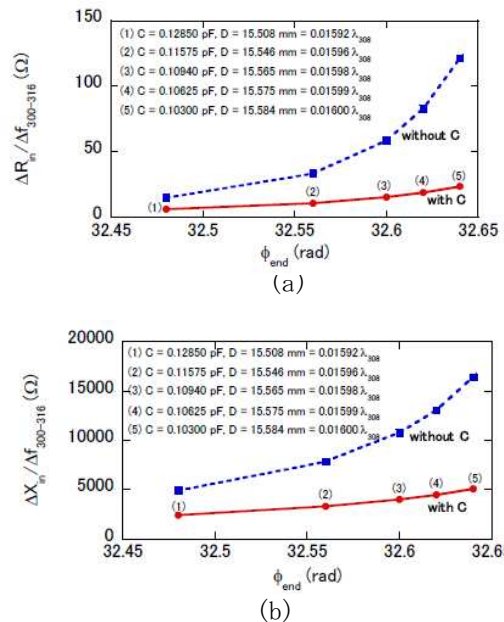 150
100
50
0
ΔR_in/Δf_300-316 (Ω)
(1) C = 0.12850 pF, D = 15.508 mm = 0.01592 λ_308
(2) C = 0.11575 pF, D = 15.546 mm = 0.01596 λ_308
(3) C = 0.10940 pF, D = 15.565 mm = 0.01598 λ_308
(4) C = 0.10625 pF, D = 15.575 mm = 0.01599 λ_308
(5) C = 0.10300 pF, D = 15.584 mm = 0.01600 λ_308
without C
(1) (2) (3) (4) (5)
with C
32.45 32.5 32.55 32.6 32.65
ϕ_end (rad)
(a)
20000
15000
10000
5000
0
ΔX_in/Δf_300-316 (Ω)
(1) C = 0.12850 pF, D = 15.508 mm = 0.01592 λ_308
(2) C = 0.11575 pF, D = 15.546 mm = 0.01596 λ_308
(3) C = 0.10940 pF, D = 15.565 mm = 0.01598 λ_308
(4) C = 0.10625 pF, D = 15.575 mm = 0.01599 λ_308
(5) C = 0.10300 pF, D = 15.584 mm = 0.01600 λ_308
without C
(1) (2) (3) (4) (5)
with C
32.45 32.5 32.55 32.6 32.6
ϕ_end (rad)
(b)